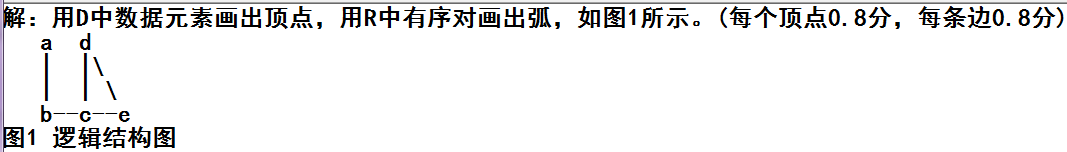 解：用D中数据元素画出顶点，用R中有序对画出弧，如图1所示。(每个顶点0.8分，每条边0.8分)
a  d
|  |\
|  | \
b--c--e
图1 逻辑结构图